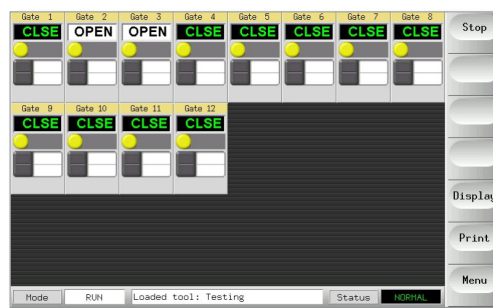 Gate 1 Gate 2 Gate 3 Gate 4 Gate 5 Gate 6 Gate 7 Gate 8
CLSE OPEN OPEN CLSE CLSE CLSE CLSE CLSE
Gate 9 Gate 10 Gate 11 Gate 12
CLSE CLSE CLSE CLSE
Stop
Display
Print
Menu
Mode RUN Loaded tool: Testing Status NORMAL